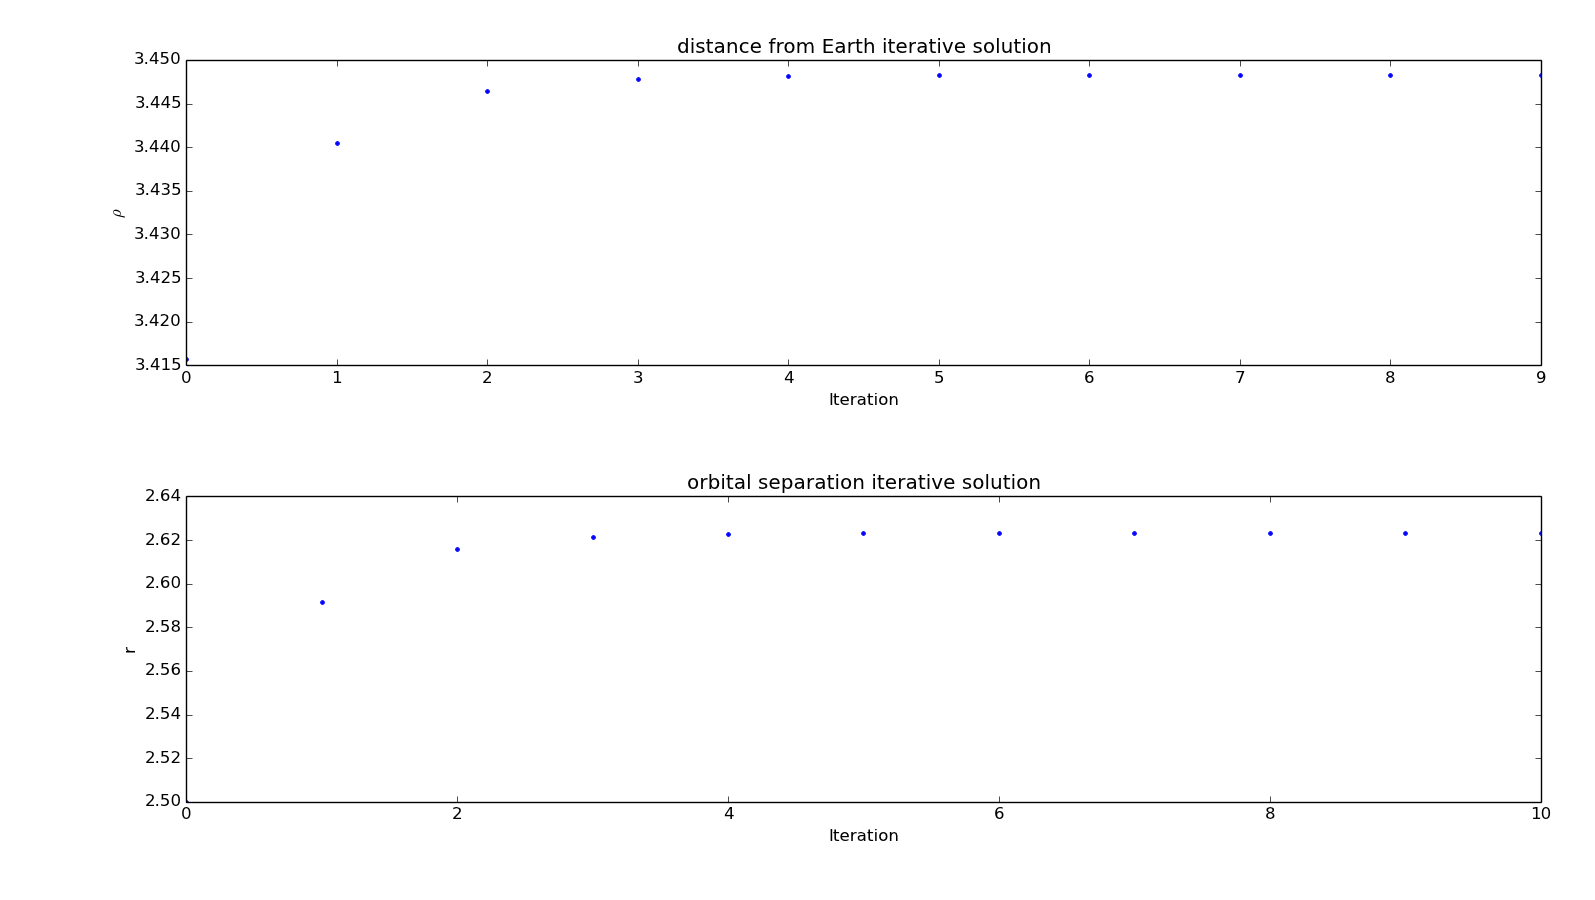 distance from Earth iterative solution
3.450
3.445
3.440
3.435
3.430
3.425
3.420
3.415
ρ
0 1 2 3 4 5 6 7 8 9
Iteration
orbital separation iterative solution
2.64
2.62
2.60
2.58
2.56
2.54
2.52
2.50
r
0 2 4 6 8 10
Iteration